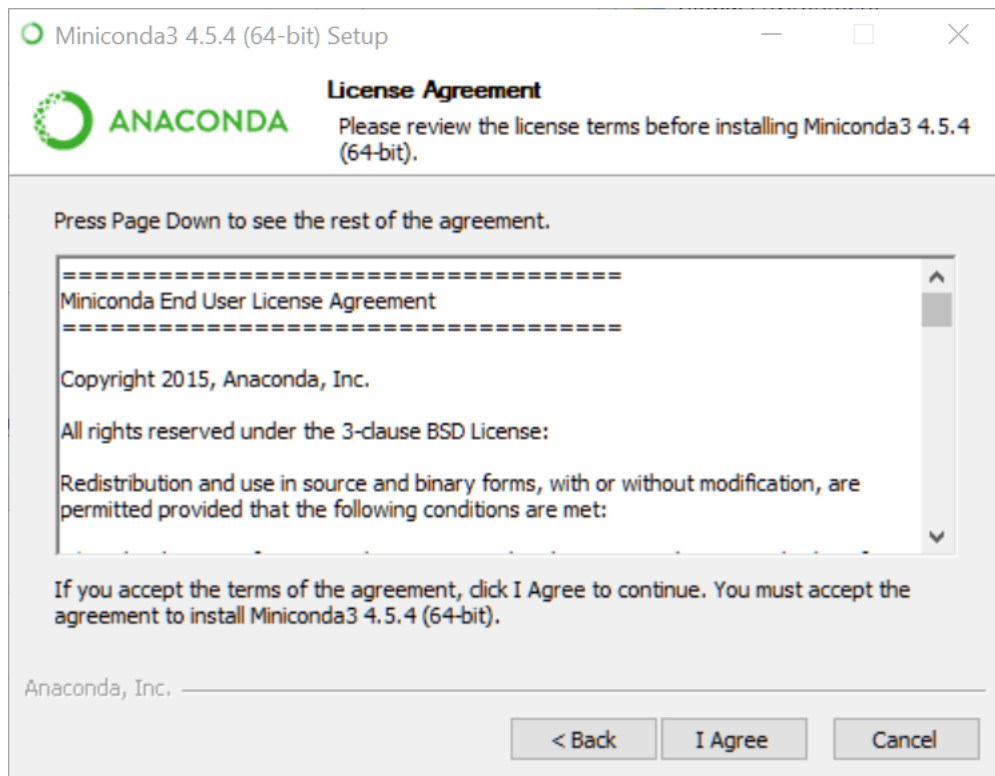 Miniconda3 4.5.4 (64-bit) Setup
ANACONDA
License Agreement
Please review the license terms before installing Miniconda3 4.5.4
(64-bit).
Press Page Down to see the rest of the agreement.
===================================
Miniconda End User License Agreement
===================================
Copyright 2015, Anaconda, Inc.
All rights reserved under the 3-clause BSD License:
Redistribution and use in source and binary forms, with or without modification, are
permitted provided that the following conditions are met:
If you accept the terms of the agreement, click I Agree to continue. You must accept the
agreement to install Miniconda3 4.5.4 (64-bit).
Anaconda, Inc.
< Back
I Agree
Cancel